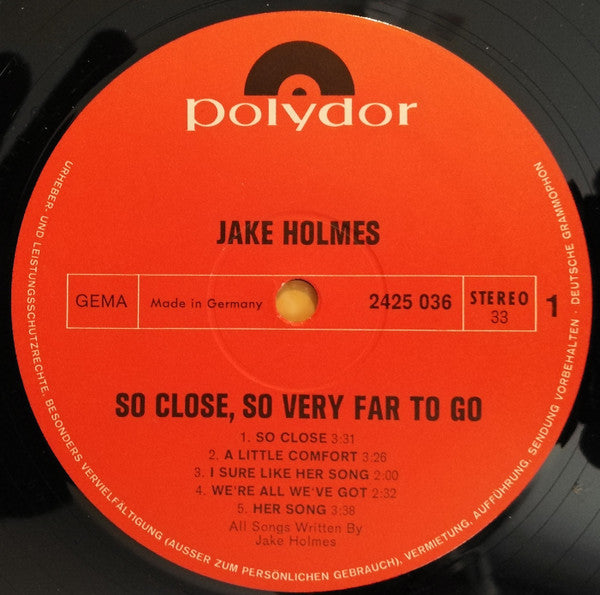 polydor
JAKE HOLMES
GEMA
Made in Germany
2425 036
STEREO
33
1
SO CLOSE, SO VERY FAR TO GO
1. SO CLOSE 3:31
2. A LITTLE COMFORT 3:26
3. I SURE LIKE HER SONG 2:00
4. WE'RE ALL WE'VE GOT 2:32
5. HER SONG 3:38
All Songs Written By
Jake Holmes
URHEBER- UND LEISTUNGSSCHUTZRECHTE, BESONDERS VERVIELFÄLTIGUNG (AUSSER ZUM PERSÖNLICHEN GEBRAUCH), VERMIETUNG, AUFFÜHRUNG, SENDUNG VORBEHALTEN · DEUTSCHE GRAMMOPHON